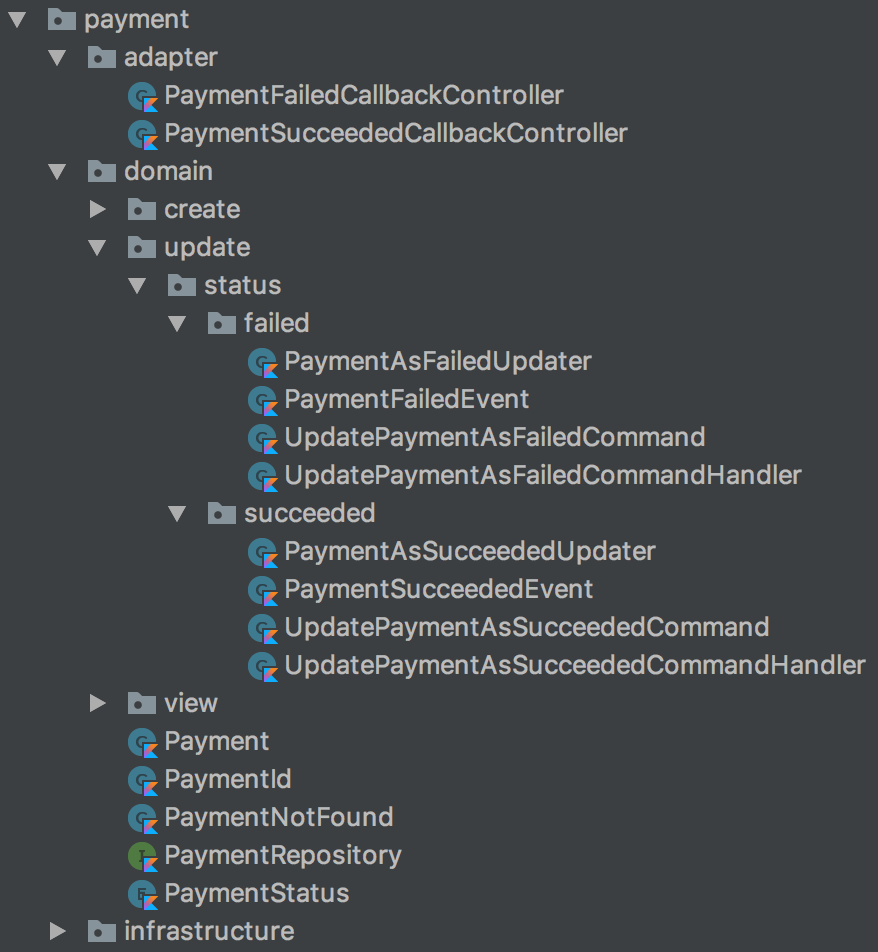 payment
adapter
PaymentFailedCallbackController
PaymentSucceededCallbackController
domain
create
update
status
failed
PaymentAsFailedUpdater
PaymentFailedEvent
UpdatePaymentAsFailedCommand
UpdatePaymentAsFailedCommandHandler
succeeded
PaymentAsSucceededUpdater
PaymentSucceededEvent
UpdatePaymentAsSucceededCommand
UpdatePaymentAsSucceededCommandHandler
view
Payment
PaymentId
PaymentNotFound
PaymentRepository
PaymentStatus
infrastructure